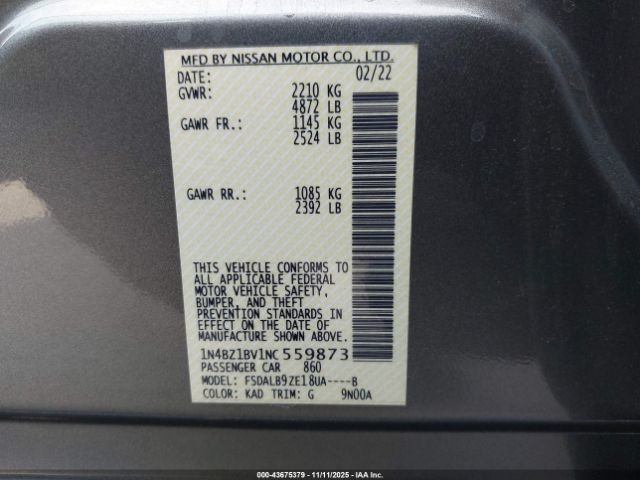 MFD BY NISSAN MOTOR CO., LTD.
DATE: 02/22
GVWR: 2210 KG
4872 LB
GAWR FR.: 1145 KG
2524 LB
GAWR RR.: 1085 KG
2392 LB
THIS VEHICLE CONFORMS TO
ALL APPLICABLE FEDERAL
MOTOR VEHICLE SAFETY,
BUMPER, AND THEFT
PREVENTION STANDARDS IN
EFFECT ON THE DATE OF
MANUFACTURE SHOWN ABOVE.
1N4BZ1BV1NC559873
PASSENGER CAR 860
MODEL: FSDALB9ZE18UA----B
COLOR: KAD TRIM: G 9N00A
000-43675379 - 11/11/2025 - IAA Inc.